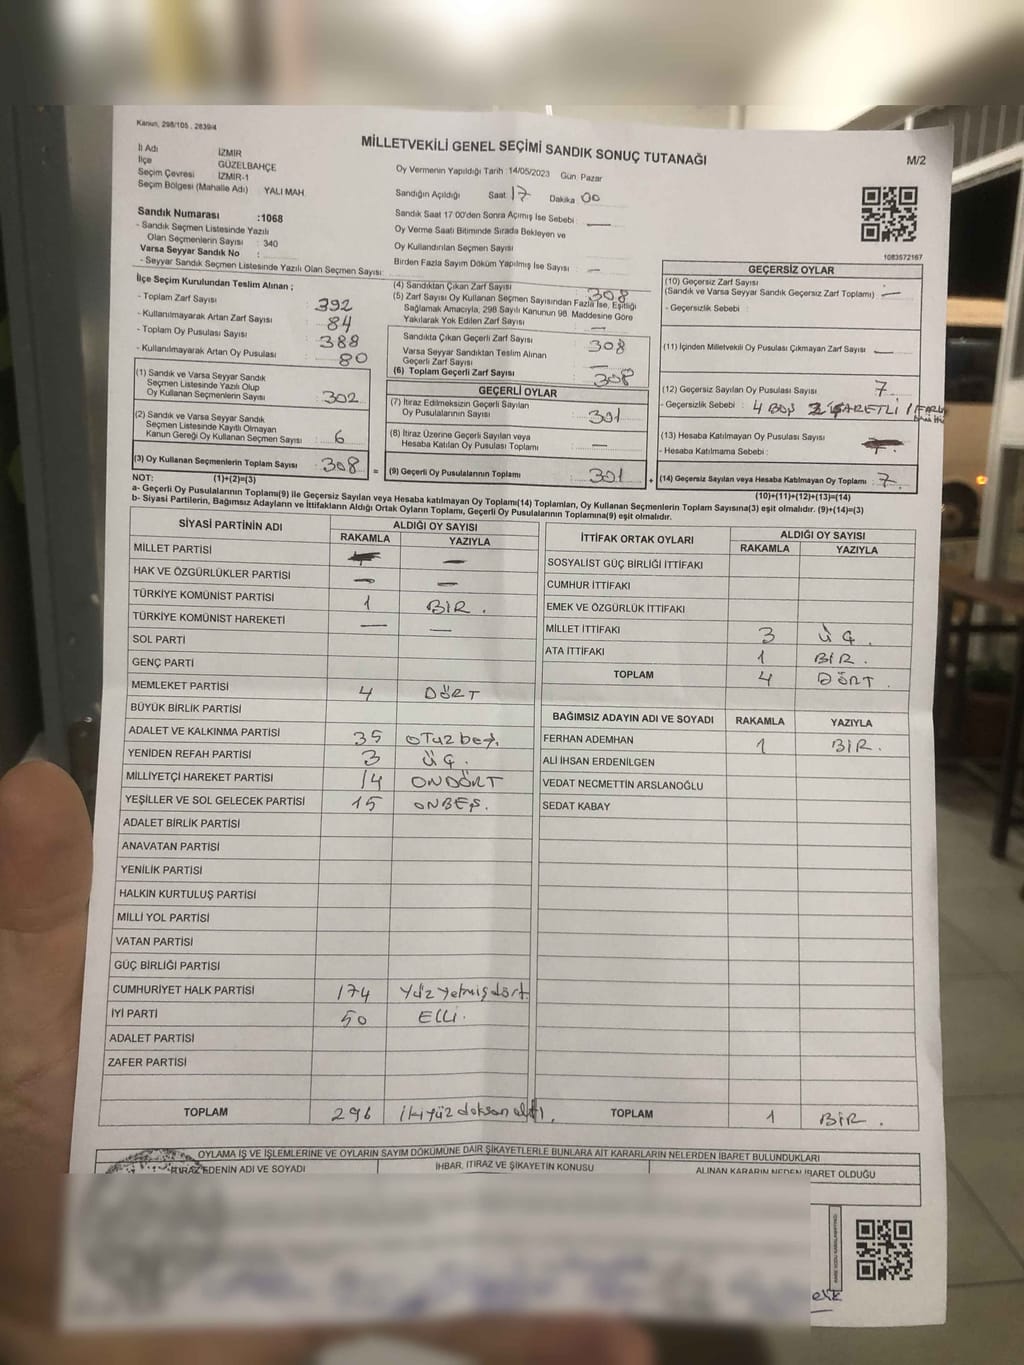 Kanun, 298/105 , 2839/4
MİLLETVEKİLİ GENEL SEÇİMİ SANDIK SONUÇ TUTANAĞI
M/2
İl Adı İZMİR
İlçe GÜZELBAHÇE
Seçim Çevresi İZMİR-1
Seçim Bölgesi (Mahalle Adı) YALI MAH.
Oy Vermenin Yapıldığı Tarih :14/05/2023 Gün: Pazar
Sandığın Açıldığı Saat 17 Dakika 00
Sandık Numarası :1068
- Sandık Seçmen Listesinde Yazılı
Olan Seçmenlerin Sayısı : 340
Varsa Seyyar Sandık No :
- Seyyar Sandık Seçmen Listesinde Yazılı Olan Seçmen Sayısı:
Sandık Saat 17:00'den Sonra Açımış İse Sebebi : —
Oy Verme Saati Bitiminde Sırada Bekleyen ve
Oy Kullandırılan Seçmen Sayısı
Birden Fazla Sayım Döküm Yapılmış İse Sayısı : —
1083572167
İlçe Seçim Kurulundan Teslim Alınan ;
- Toplam Zarf Sayısı : 392
- Kullanılmayarak Artan Zarf Sayısı : 84
- Toplam Oy Pusulası Sayısı : 388
- Kullanılmayarak Artan Oy Pusulası : 80
(1) Sandık ve Varsa Seyyar Sandık
Seçmen Listesinde Yazılı Olup
Oy Kullanan Seçmenlerin Sayısı : 302
(2) Sandık ve Varsa Seyyar Sandık
Seçmen Listesinde Kayıtlı Olmayan
Kanun Gereği Oy Kullanan Seçmen Sayısı : 6
(3) Oy Kullanan Seçmenlerin Toplam Sayısı : 308 =
(4) Sandıktan Çıkan Zarf Sayısı : 308
(5) Zarf Sayısı Oy Kullanan Seçmen Sayısından Fazla İse, Eşitliği
Sağlamak Amacıyla, 298 Sayılı Kanunun 98. Maddesine Göre
Yakılarak Yok Edilen Zarf Sayısı : —
Sandıkta Çıkan Geçerli Zarf Sayısı : 308
Varsa Seyyar Sandıktan Teslim Alınan
Geçerli Zarf Sayısı : —
(6) Toplam Geçerli Zarf Sayısı : 308
GEÇERLİ OYLAR
(7) İtiraz Edilmeksizin Geçerli Sayılan
Oy Pusulalarının Sayısı : 301
(8) İtiraz Üzerine Geçerli Sayılan veya
Hesaba Katılan Oy Pusulası Toplamı : —
(9) Geçerli Oy Pusulalarının Toplamı : 301 +
GEÇERSİZ OYLAR
(10) Geçersiz Zarf Sayısı
(Sandık ve Varsa Seyyar Sandık Geçersiz Zarf Toplamı) : —
- Geçersizlik Sebebi :
(11) İçinden Milletvekili Oy Pusulası Çıkmayan Zarf Sayısı : —
(12) Geçersiz Sayılan Oy Pusulası Sayısı : 7
- Geçersizlik Sebebi : 4 BOŞ 2 İŞARETLİ 1
(13) Hesaba Katılmayan Oy Pusulası Sayısı :
- Hesaba Katılmama Sebebi :
(14) Geçersiz Sayılan veya Hesaba Katılmayan Oy Toplamı : 7.
NOT: (1)+(2)=(3)
(10)+(11)+(12)+(13)=(14)
a- Geçerli Oy Pusulalarının Toplamı(9) ile Geçersiz Sayılan veya Hesaba katılmayan Oy Toplamı(14) Toplamları, Oy Kullanan Seçmenlerin Toplam Sayısına(3) eşit olmalıdır. (9)+(14)=(3)
b- Siyasi Partilerin, Bağımsız Adayların ve İttifakların Aldığı Ortak Oyların Toplamı, Geçerli Oy Pusulalarının Toplamına(9) eşit olmalıdır.
SİYASİ PARTİNİN ADI ALDIĞI OY SAYISI
RAKAMLA YAZIYLA
MİLLET PARTİSİ —
HAK VE ÖZGÜRLÜKLER PARTİSİ — —
TÜRKİYE KOMÜNİST PARTİSİ 1 BİR.
TÜRKİYE KOMÜNİST HAREKETİ — —
SOL PARTİ
GENÇ PARTİ
MEMLEKET PARTİSİ 4 DÖRT
BÜYÜK BİRLİK PARTİSİ
ADALET VE KALKINMA PARTİSİ 35 otuzbeş.
YENİDEN REFAH PARTİSİ 3 ÜÇ.
MİLLİYETÇİ HAREKET PARTİSİ 14 ONDÖRT
YEŞİLLER VE SOL GELECEK PARTİSİ 15 ONBEŞ.
ADALET BİRLİK PARTİSİ
ANAVATAN PARTİSİ
YENİLİK PARTİSİ
HALKIN KURTULUŞ PARTİSİ
MİLLİ YOL PARTİSİ
VATAN PARTİSİ
GÜÇ BİRLİĞİ PARTİSİ
CUMHURİYET HALK PARTİSİ 174 yüz yetmiş dört
İYİ PARTİ 50 ELLİ.
ADALET PARTİSİ
ZAFER PARTİSİ
TOPLAM 296 ikiyüz doksan altı.
İTTİFAK ORTAK OYLARI ALDIĞI OY SAYISI
RAKAMLA YAZIYLA
SOSYALİST GÜÇ BİRLİĞİ İTTİFAKI
CUMHUR İTTİFAKI
EMEK VE ÖZGÜRLÜK İTTİFAKI
MİLLET İTTİFAKI 3 ÜÇ.
ATA İTTİFAKI 1 BİR.
TOPLAM 4 DÖRT.
BAĞIMSIZ ADAYIN ADI VE SOYADI RAKAMLA YAZIYLA
FERHAN ADEMHAN 1 BİR.
ALİ İHSAN ERDENİLGEN
VEDAT NECMETTİN ARSLANOĞLU
SEDAT KABAY
TOPLAM 1 BİR.
OYLAMA İŞ VE İŞLEMLERİNE VE OYLARIN SAYIM DÖKÜMÜNE DAİR ŞİKAYETLERLE BUNLARA AİT KARARLARIN NELERDEN İBARET BULUNDUKLARI
İTİRAZ EDENİN ADI VE SOYADI İHBAR, İTİRAZ VE ŞİKAYETİN KONUSU ALINAN KARARIN NEDEN İBARET OLDUĞU